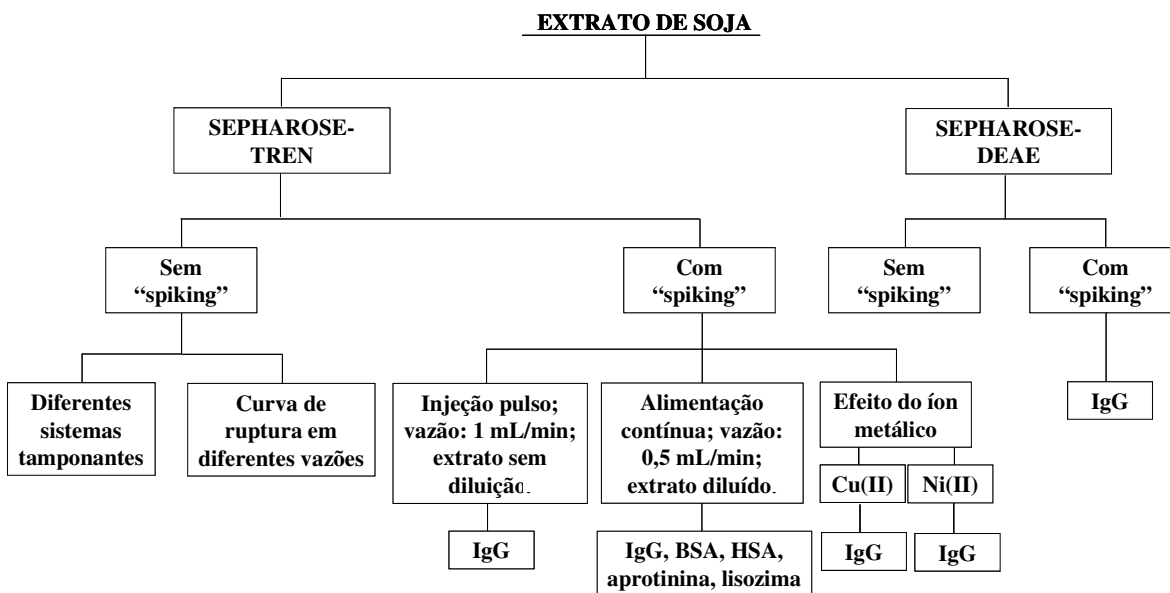 EXTRATO DE SOJA
SEPHAROSE-
TREN
SEPHAROSE-
DEAE
Sem
“spiking”
Com
“spiking”
Sem
“spiking”
Com
“spiking”
Diferentes
sistemas
tamponantes
Curva de
ruptura em
diferentes vazões
Injeção pulso;
vazão: 1 mL/min;
extrato sem
diluição.
Alimentação
contínua; vazão:
0,5 mL/min;
extrato diluído.
Efeito do íon
metálico
IgG
Cu(II)
Ni(II)
IgG
IgG, BSA, HSA,
aprotinina, lisozima
IgG
IgG